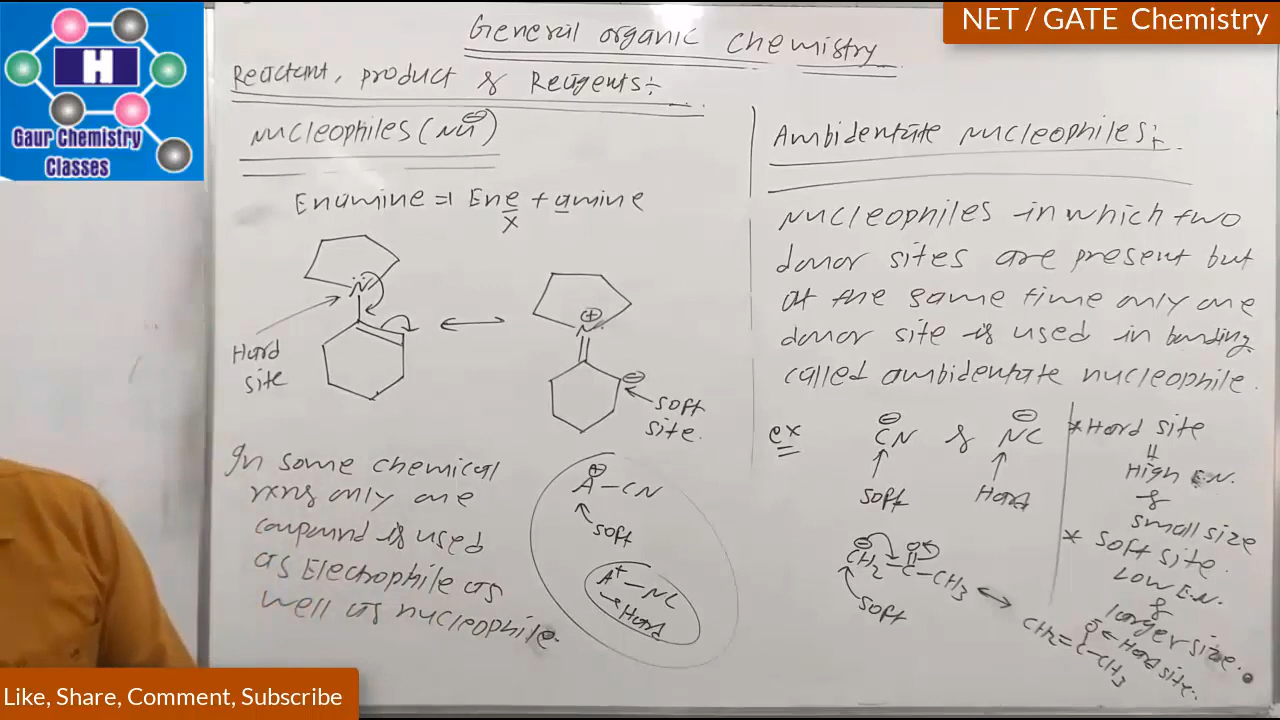 NET / GATE Chemistry
H
Gaur Chemistry
Classes
General organic chemistry
Reactant, product & Reagents:-
Nucleophiles (Nu⊖)
Enamine ⇒ Ene + amine
x
N:
Hard
site
⊕
N
⊖
soft
site.
In some chemical
rxns only one
compound is used
as Electrophile as
well as nucleophile.
⊕
A - CN
soft
A+ - NC
→ Hard
Ambidentate Nucleophiles:-
Nucleophiles in which two
donor sites are present but
at the same time only one
donor site is used in bonding
called ambidentate nucleophile.
ex
⊖
CN & ⊖
NC
soft
Hard
⊖
CH2 - C - CH3
O
soft
CH2 = C - CH3
O
← Hard site.
* Hard site
High E.N.
&
small size
* soft site.
Low E.N.
&
larger size.
Like, Share, Comment, Subscribe